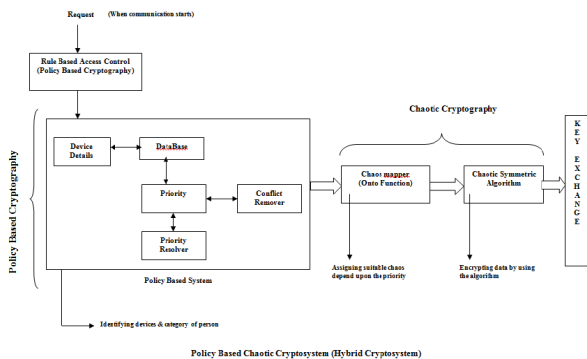 Request (When communication starts)
Rule Based Access Control
(Policy Based Cryptography)
Chaotic Cryptography
Policy Based Cryptography
Device
Details
DataBase
Priority
Conflict
Remover
Priority
Resolver
Policy Based System
Chaos mapper
(Onto Function)
Chaotic Symmetric
Algorithm
KEY EXCHANGE
Assigning suitable chaos
depend upon the priority
Encrypting data by using
the algorithm
Identifying devices & category of person
Policy Based Chaotic Cryptosystem (Hybrid Cryptosystem)